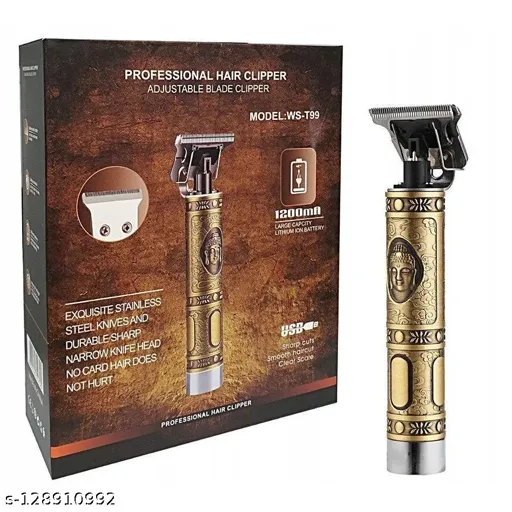 PROFESSIONAL HAIR CLIPPER
ADJUSTABLE BLADE CLIPPER
MODEL:WS-T99
1200mA
LARGE CAPCITY
LITHIUM ION BATTERY
EXQUISITE STAINLESS
STEEL KNIVES AND
DURABLE/SHARP
NARROW KNIFE HEAD
NO CARD HAIR DOES
NOT HURT
USB
Sharp cuts
Smooth haircut
Clear Scale
PROFESSIONAL HAIR CLIPPER
s-128910992